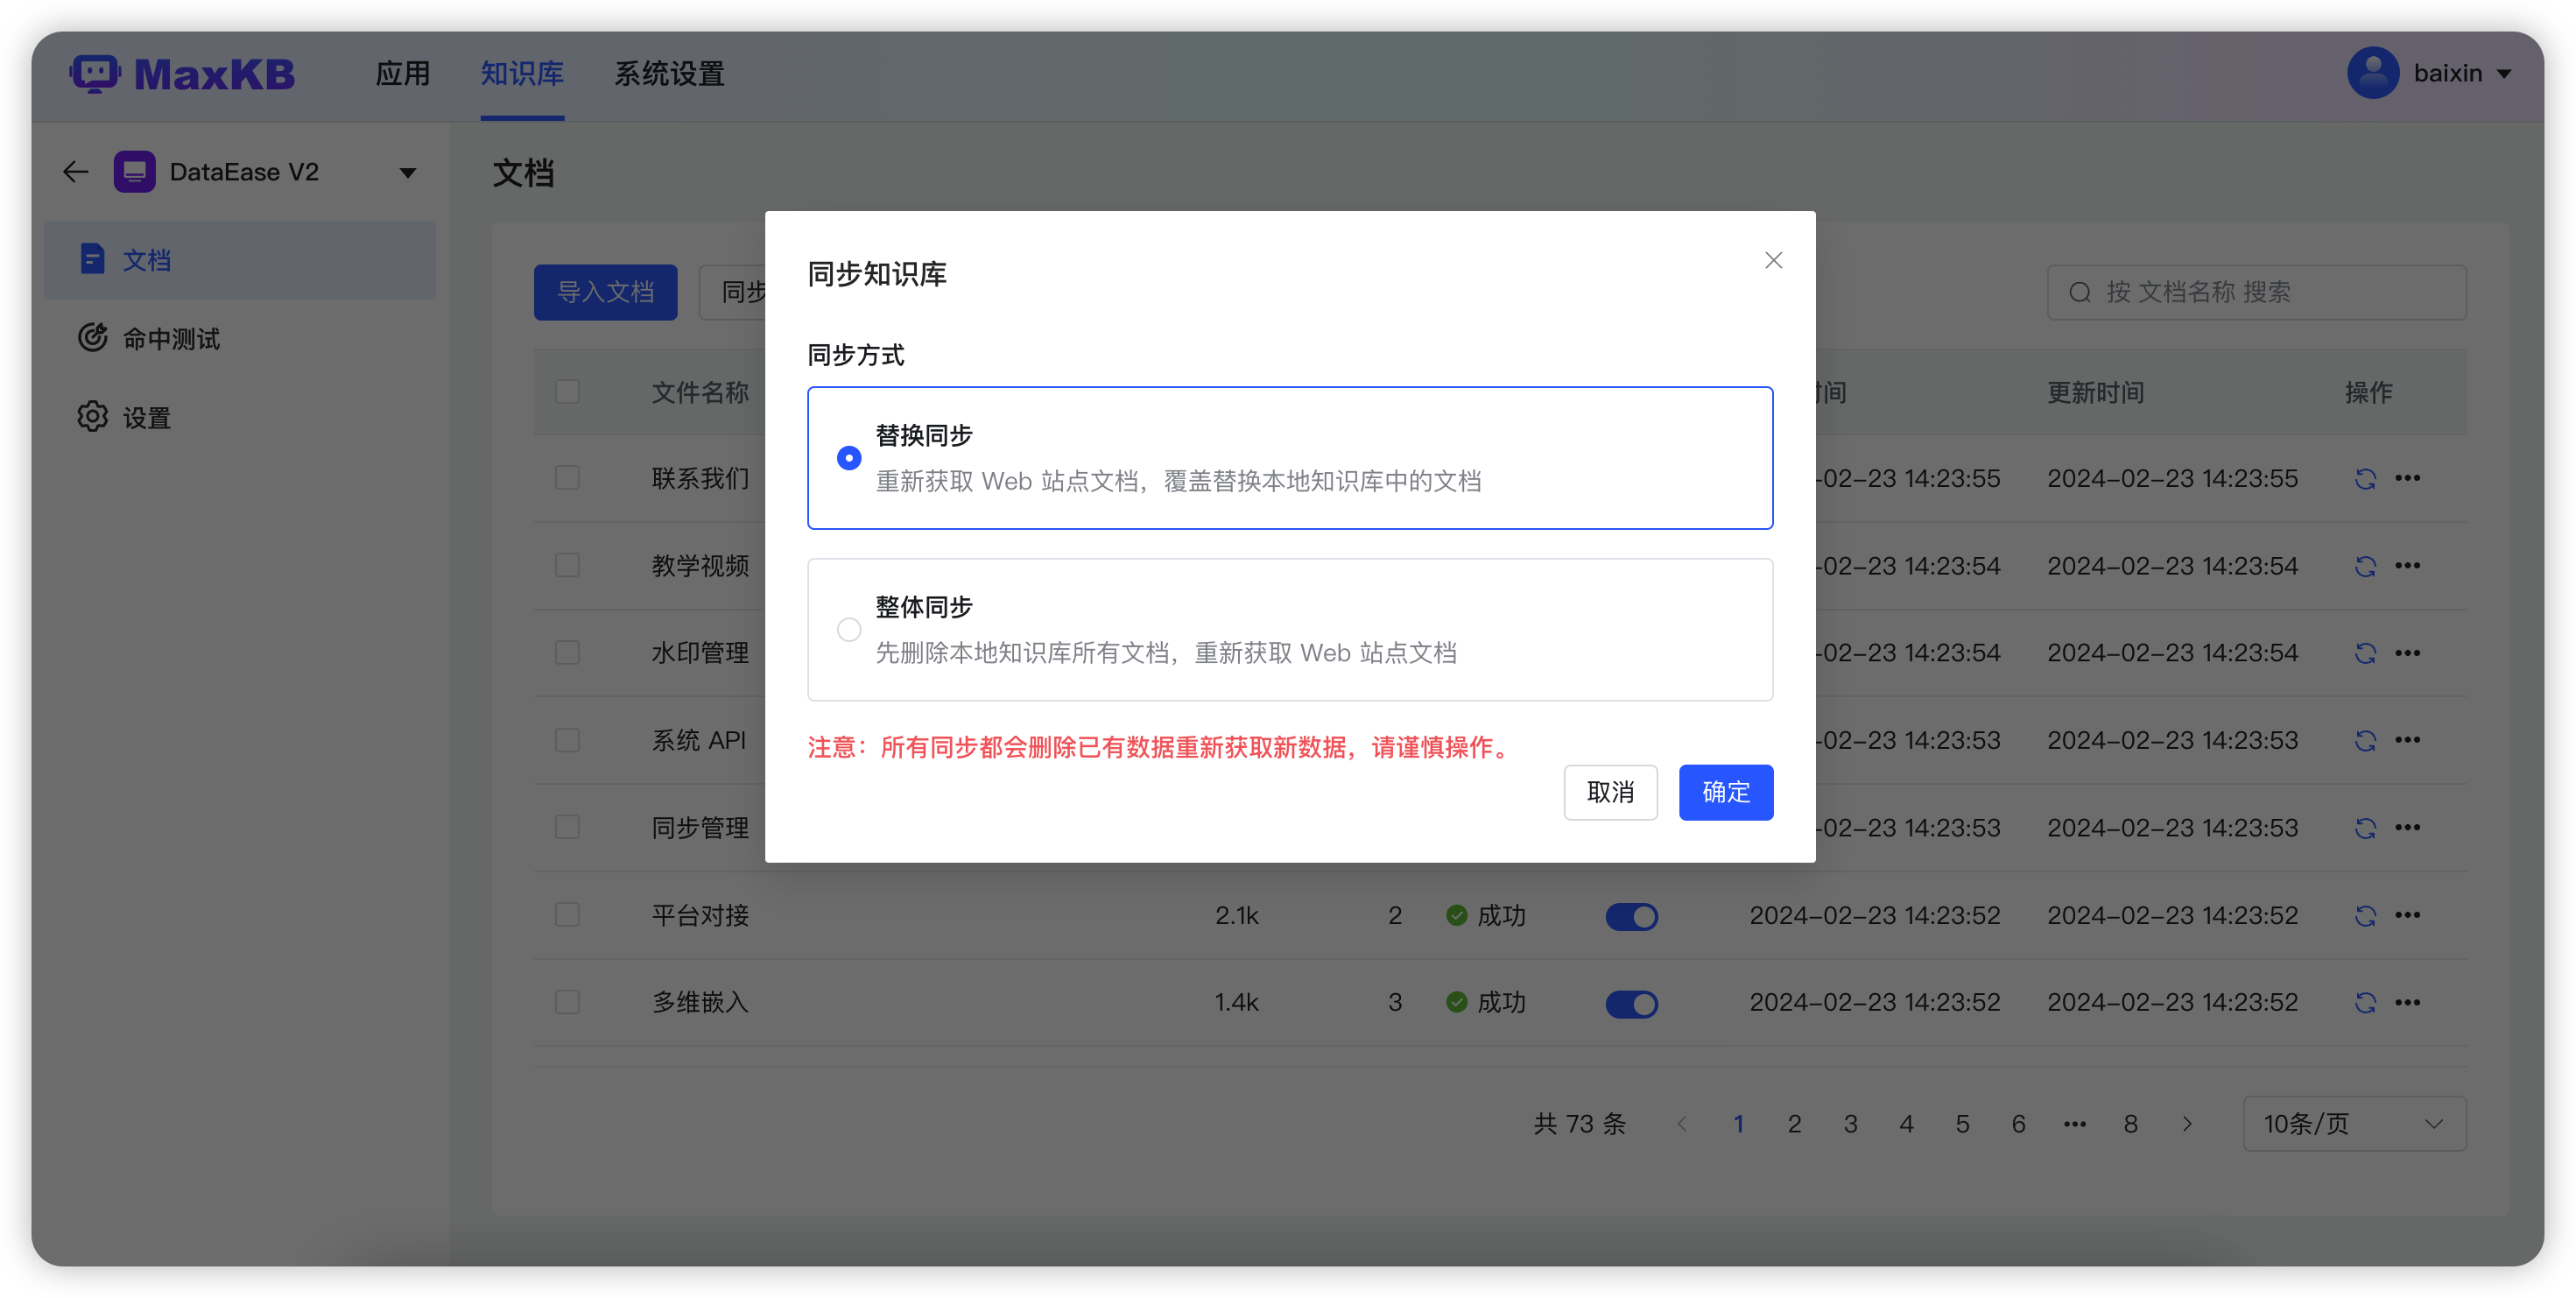 MaxKB 应用 知识库 系统设置 baixin
DataEase V2
文档
命中测试
设置
文档
导入文档 同步
按 文档名称 搜索
文件名称 时间 更新时间 操作
联系我们 -02-23 14:23:55 2024-02-23 14:23:55
教学视频 -02-23 14:23:54 2024-02-23 14:23:54
水印管理 -02-23 14:23:54 2024-02-23 14:23:54
系统 API -02-23 14:23:53 2024-02-23 14:23:53
同步管理 -02-23 14:23:53 2024-02-23 14:23:53
平台对接 2.1k 2 成功 2024-02-23 14:23:52 2024-02-23 14:23:52
多维嵌入 1.4k 3 成功 2024-02-23 14:23:52 2024-02-23 14:23:52
共 73 条 1 2 3 4 5 6 ••• 8 10条/页
同步知识库
同步方式
替换同步
重新获取 Web 站点文档，覆盖替换本地知识库中的文档
整体同步
先删除本地知识库所有文档，重新获取 Web 站点文档
注意：所有同步都会删除已有数据重新获取新数据，请谨慎操作。
取消 确定